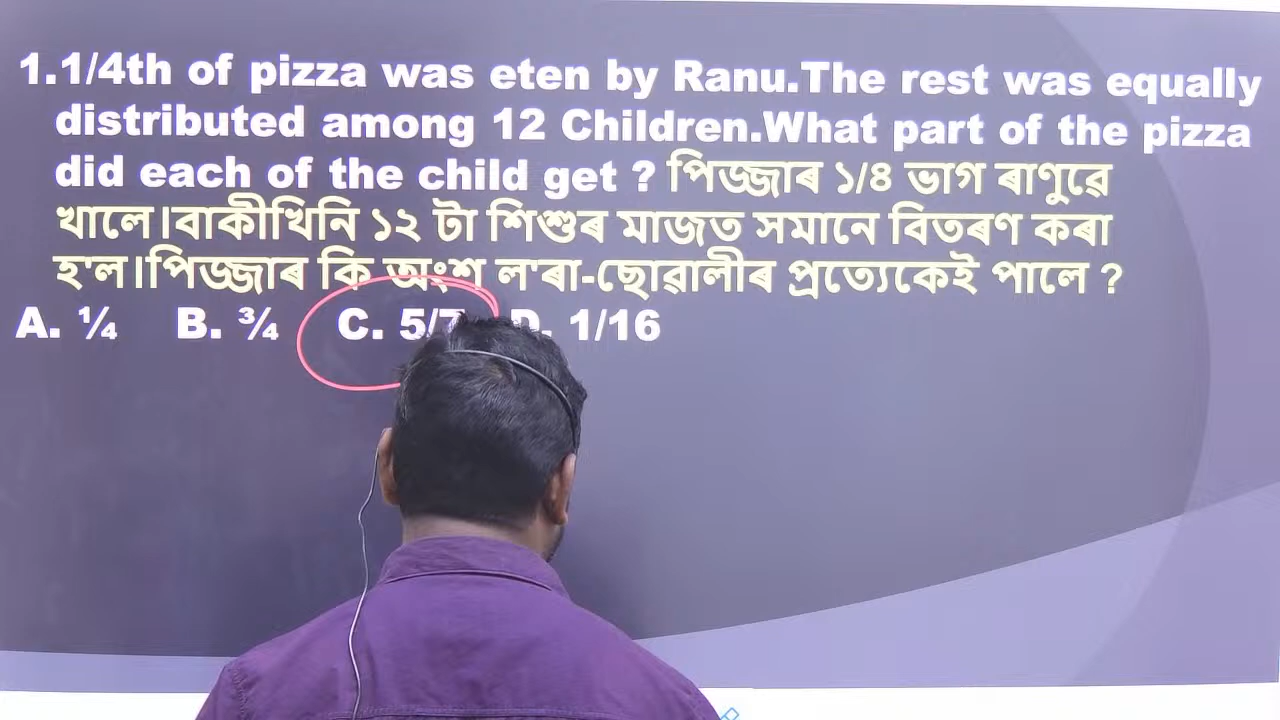 1.1/4th of pizza was eten by Ranu.The rest was equally
distributed among 12 Children.What part of the pizza
did each of the child get ? পিজ্জাৰ ১/৪ ভাগ ৰাণুৱে
খালে।বাকীখিনি ১২ টা শিশুৰ মাজত সমানে বিতৰণ কৰা
হ'ল।পিজ্জাৰ কি অংশ ল'ৰা-ছোৱালীৰ প্ৰত্যেকেই পালে ?
A. ¼ B. ¾ C. 5/7 D. 1/16